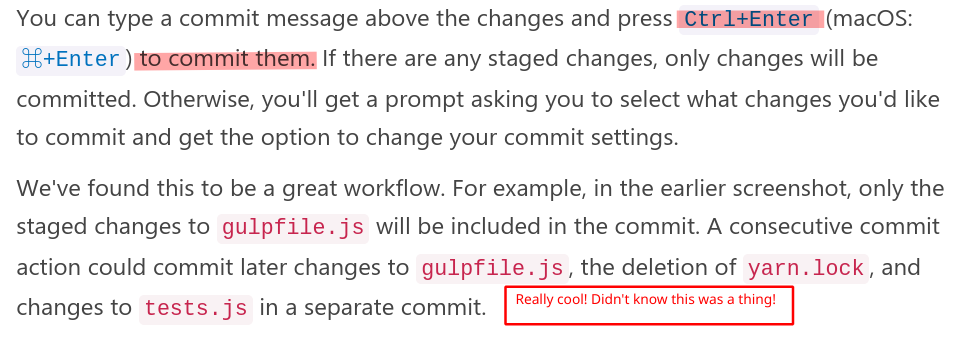 You can type a commit message above the changes and press Ctrl+Enter (macOS:
⌘+Enter) to commit them. If there are any staged changes, only changes will be
committed. Otherwise, you'll get a prompt asking you to select what changes you'd like
to commit and get the option to change your commit settings.
We've found this to be a great workflow. For example, in the earlier screenshot, only the
staged changes to gulpfile.js will be included in the commit. A consecutive commit
action could commit later changes to gulpfile.js, the deletion of yarn.lock, and
changes to tests.js in a separate commit. Really cool! Didn't know this was a thing!